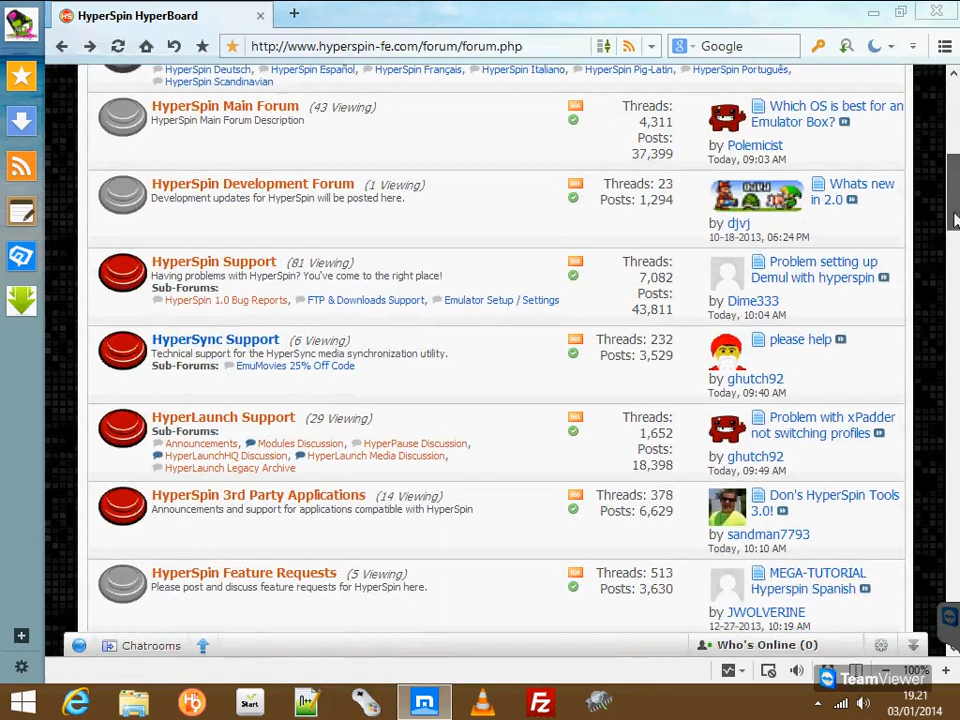 HyperSpin HyperBoard
http://www.hyperspin-fe.com/forum/forum.php
Google
HyperSpin Deutsch, HyperSpin Español, HyperSpin Français, HyperSpin Italiano, HyperSpin Pig-Latin, HyperSpin Português,
HyperSpin Scandinavian
HyperSpin Main Forum (43 Viewing)
HyperSpin Main Forum Description
Threads:
4,311
Posts:
37,399
Which OS is best for an
Emulator Box?
by Polemicist
Today, 09:03 AM
HyperSpin Development Forum (1 Viewing)
Development updates for HyperSpin will be posted here.
Threads: 23
Posts: 1,294
Whats new
in 2.0
by djvj
10-18-2013, 06:24 PM
HyperSpin Support (81 Viewing)
Having problems with HyperSpin? You've come to the right place!
Sub-Forums:
HyperSpin 1.0 Bug Reports, FTP & Downloads Support, Emulator Setup / Settings
Threads:
7,082
Posts:
43,811
Problem setting up
Demul with hyperspin
by Dime333
Today, 10:04 AM
HyperSync Support (6 Viewing)
Technical support for the HyperSync media synchronization utility.
Sub-Forums: EmuMovies 25% Off Code
Threads: 232
Posts: 3,529
please help
by ghutch92
Today, 09:40 AM
HyperLaunch Support (29 Viewing)
Sub-Forums:
Announcements, Modules Discussion, HyperPause Discussion,
HyperLaunchHQ Discussion, HyperLaunch Media Discussion,
HyperLaunch Legacy Archive
Threads:
1,652
Posts:
18,398
Problem with xPadder
not switching profiles
by ghutch92
Today, 09:49 AM
HyperSpin 3rd Party Applications (14 Viewing)
Announcements and support for applications compatible with HyperSpin
Threads: 378
Posts: 6,629
Don's HyperSpin Tools
3.0!
by sandman7793
Today, 10:10 AM
HyperSpin Feature Requests (5 Viewing)
Please post and discuss feature requests for HyperSpin here.
Threads: 513
Posts: 3,630
MEGA-TUTORIAL
Hyperspin Spanish
by JWOLVERINE
12-27-2013, 10:19 AM
Chatrooms
Who's Online (0)
100%
TeamViewer
Start
19.21
03/01/2014